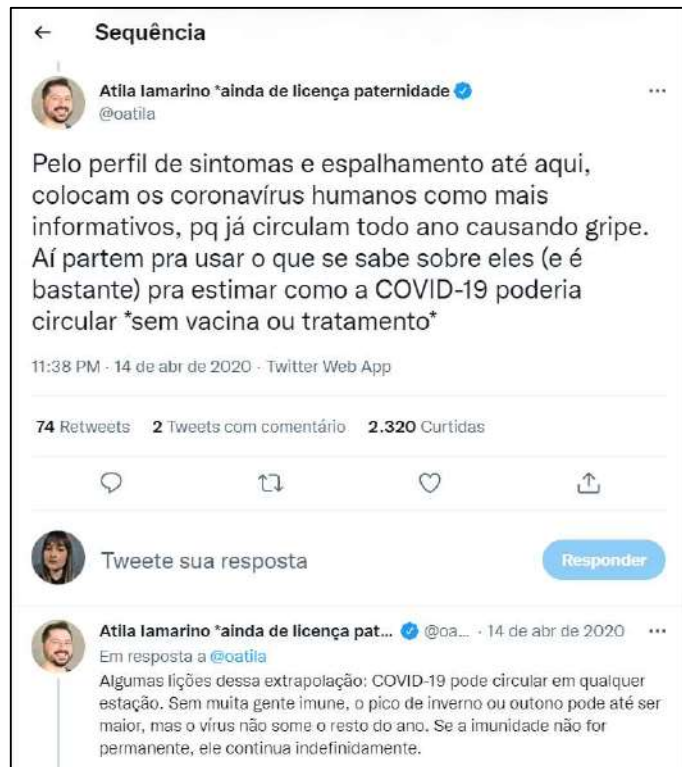 ← Sequência
Atila Iamarino *ainda de licença paternidade
@oatila
Pelo perfil de sintomas e espalhamento até aqui,
colocam os coronavírus humanos como mais
informativos, pq já circulam todo ano causando gripe.
Aí partem pra usar o que se sabe sobre eles (e é
bastante) pra estimar como a COVID-19 poderia
circular *sem vacina ou tratamento*
11:38 PM · 14 de abr de 2020 · Twitter Web App
74 Retweets 2 Tweets com comentário 2.320 Curtidas
Tweete sua resposta
Responder
Atila Iamarino *ainda de licença pat... @oa... · 14 de abr de 2020
Em resposta a @oatila
Algumas lições dessa extrapolação: COVID-19 pode circular em qualquer
estação. Sem muita gente imune, o pico de inverno ou outono pode até ser
maior, mas o vírus não some o resto do ano. Se a imunidade não for
permanente, ele continua indefinidamente.